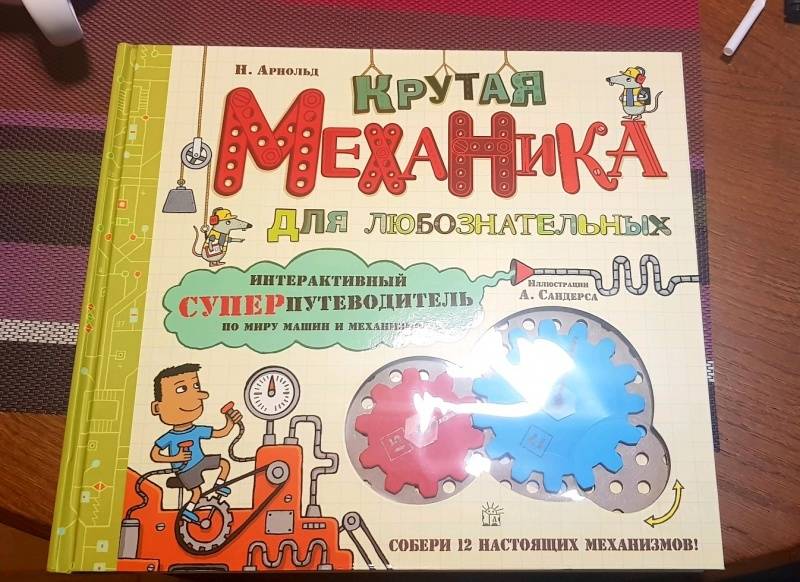 Н. Арнольд
Крутая
Механика
для любознательных
интерактивный
СУПЕРпутеводитель
по миру машин и механизмов
Иллюстрации
А. Сандерса
Собери 12 настоящих механизмов!